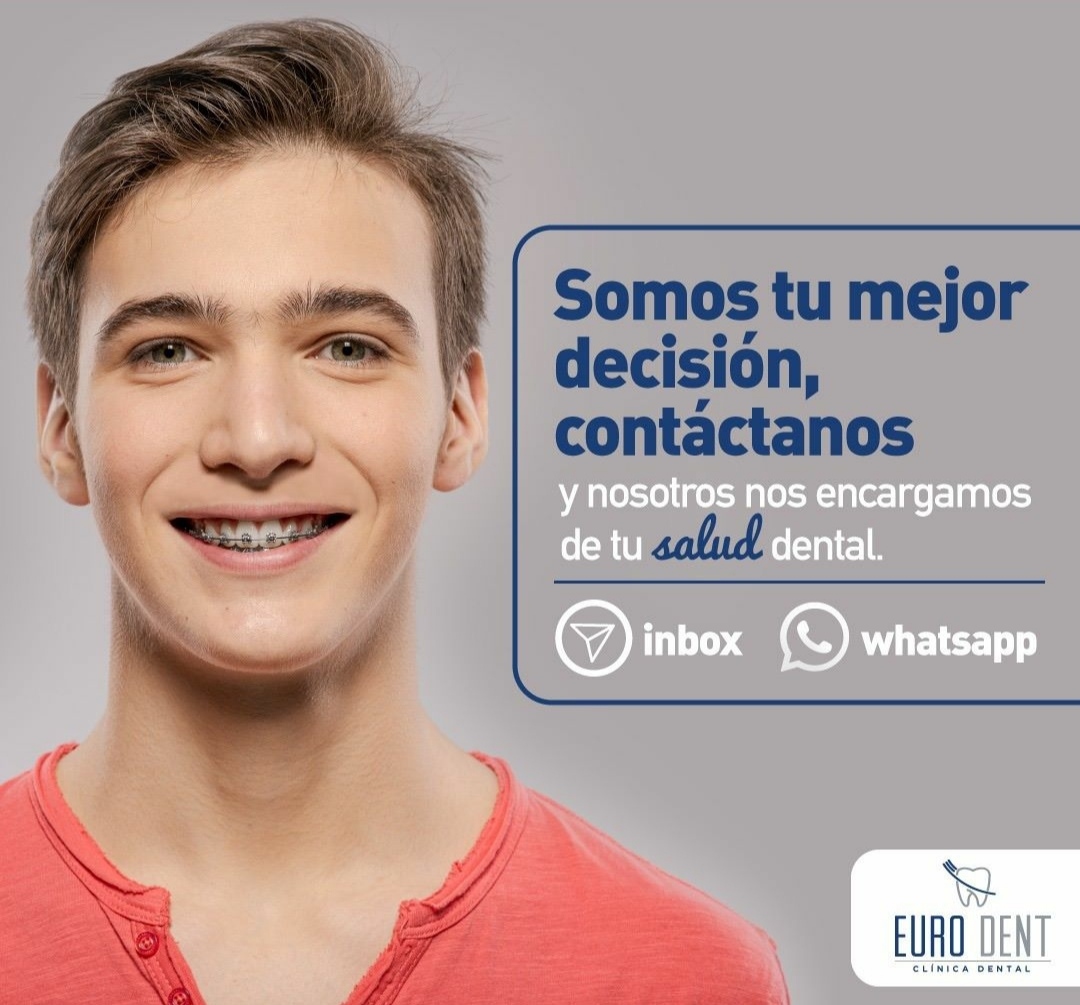 Somos tu mejor
decisión,
contáctanos
y nosotros nos encargamos
de tu salud dental.
inbox
whatsapp
EURO DENT
CLÍNICA DENTAL